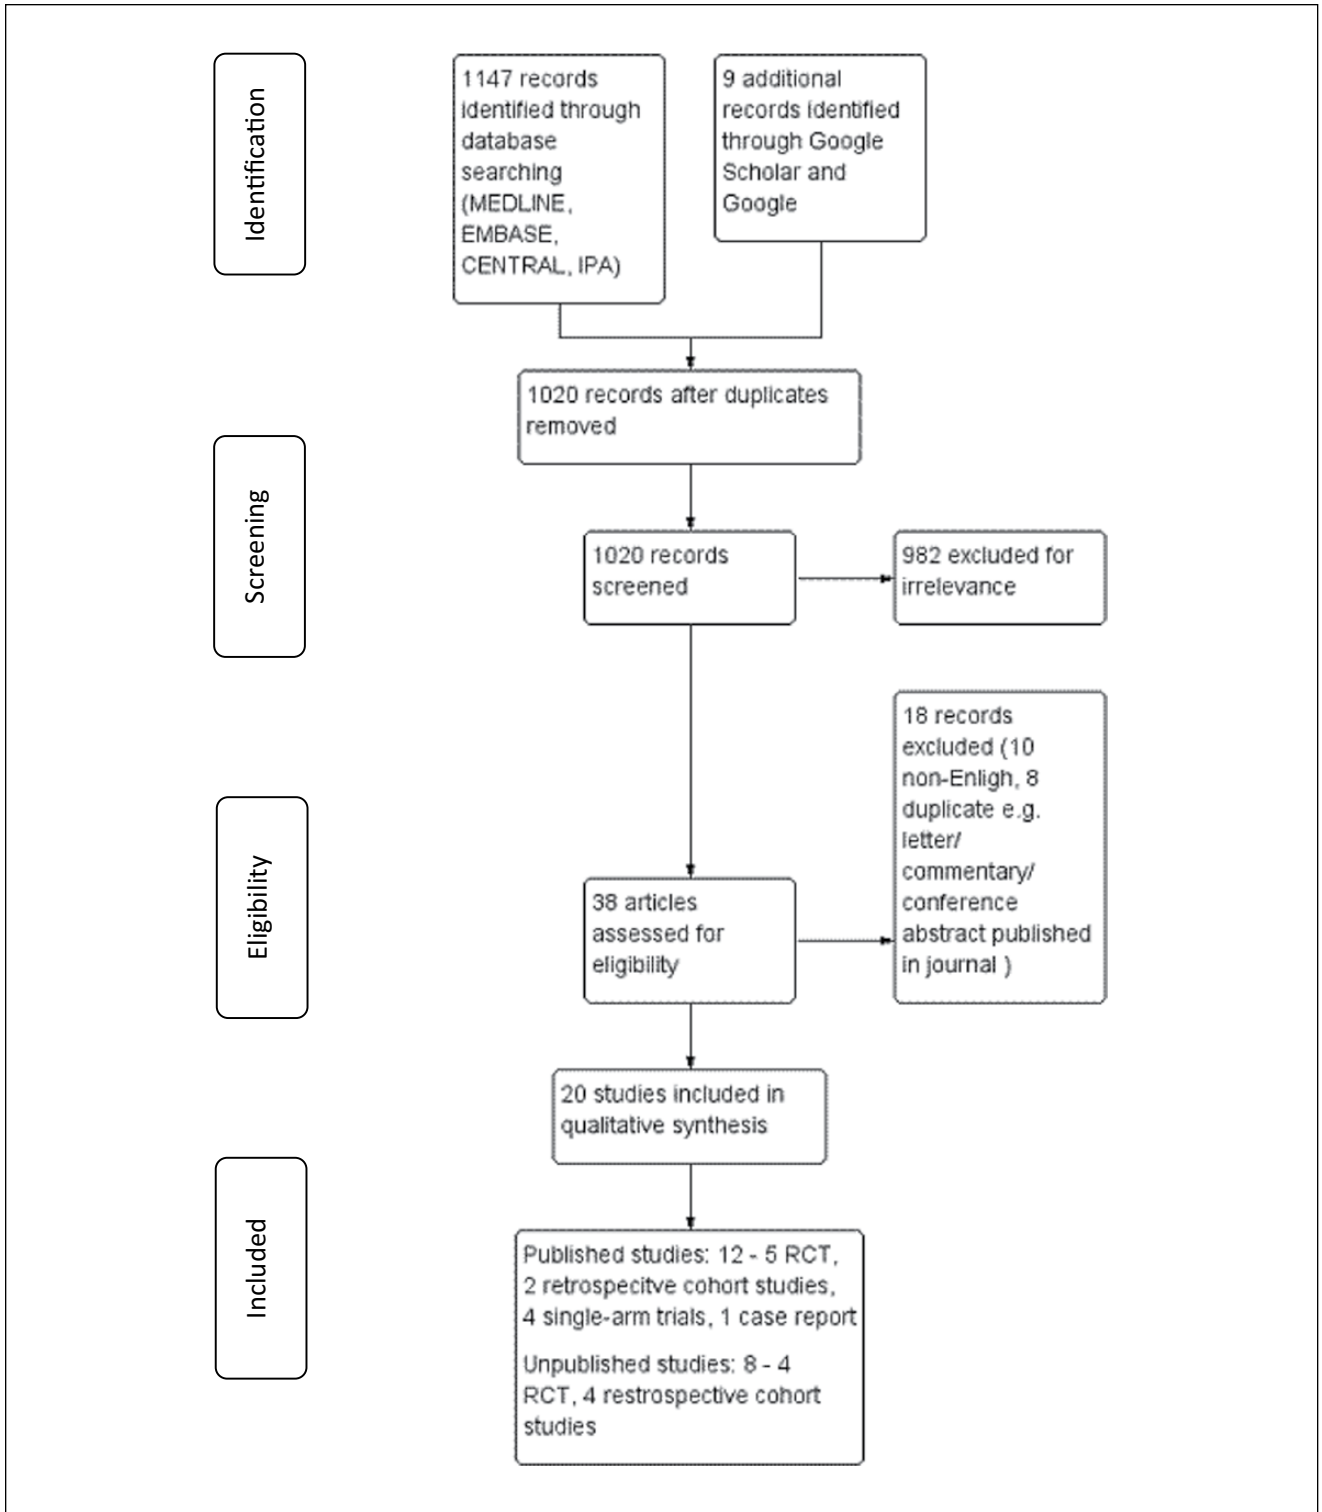 Identification
1147 records
identified through
database
searching
(MEDLINE,
EMBASE,
CENTRAL, IPA)
9 additional
records identified
through Google
Scholar and
Google
1020 records after duplicates
removed
Screening
1020 records
screened
982 excluded for
irrelevance
18 records
excluded (10
non-Enligh, 8
duplicate e.g.
letter/
commentary/
conference
abstract published
in journal )
Eligibility
38 articles
assessed for
eligibility
20 studies included in
qualitative synthesis
Included
Published studies: 12 - 5 RCT,
2 retrospecitve cohort studies,
4 single-arm trials, 1 case report
Unpublished studies: 8 - 4
RCT, 4 restrospective cohort
studies